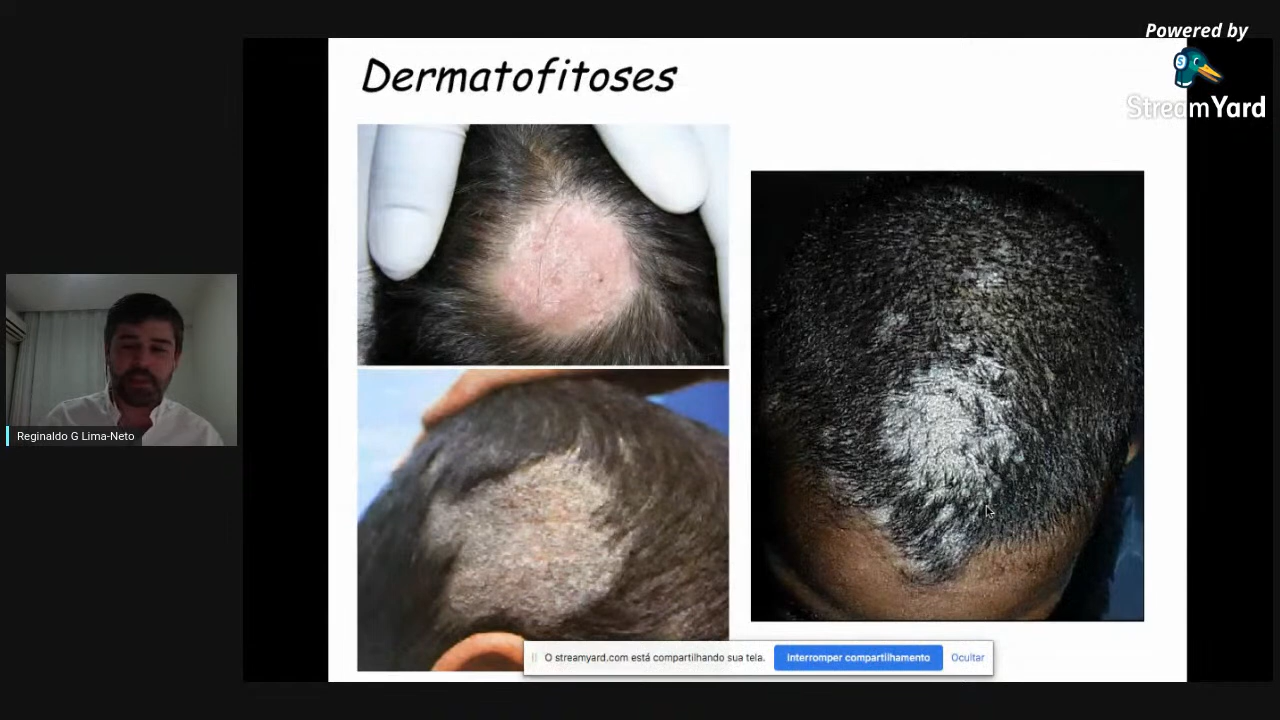 Powered by
StreamYard
Dermatofitoses
Reginaldo G Lima-Neto
O streamyard.com está compartilhando sua tela.
Interromper compartilhamento
Ocultar